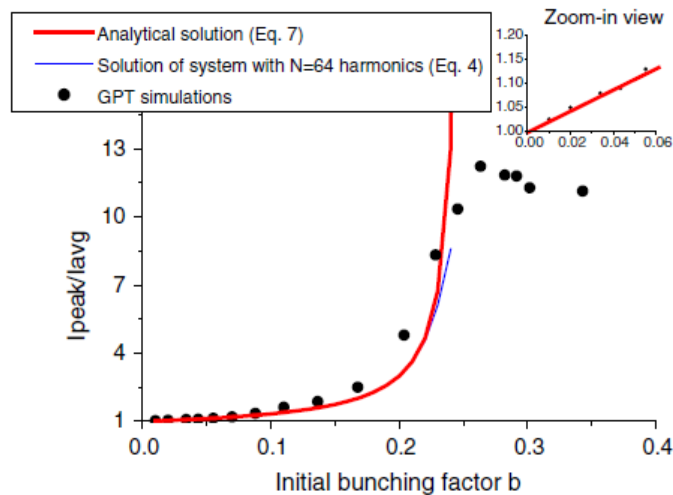 Analytical solution (Eq. 7)
Solution of system with N=64 harmonics (Eq. 4)
GPT simulations
Zoom-in view
1.20
1.15
1.10
1.05
1.00
0.00 0.02 0.04 0.06
13
10
7
4
1
Ipeak/Iavg
0.0 0.1 0.2 0.3 0.4
Initial bunching factor b